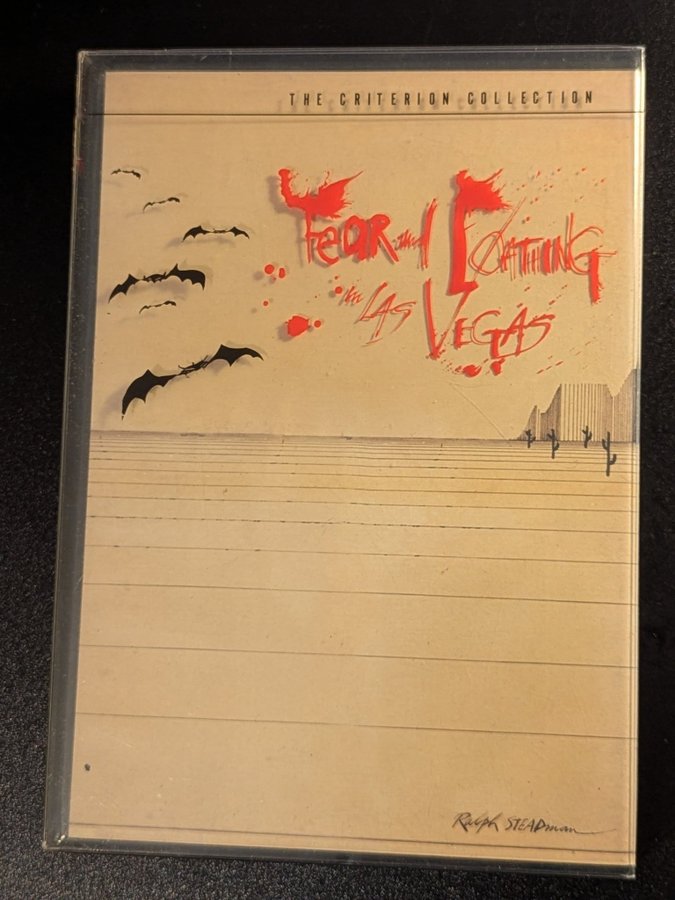 THE CRITERION COLLECTION
FEAR and LOATHING
in LAS VEGAS
Ralph STEADman